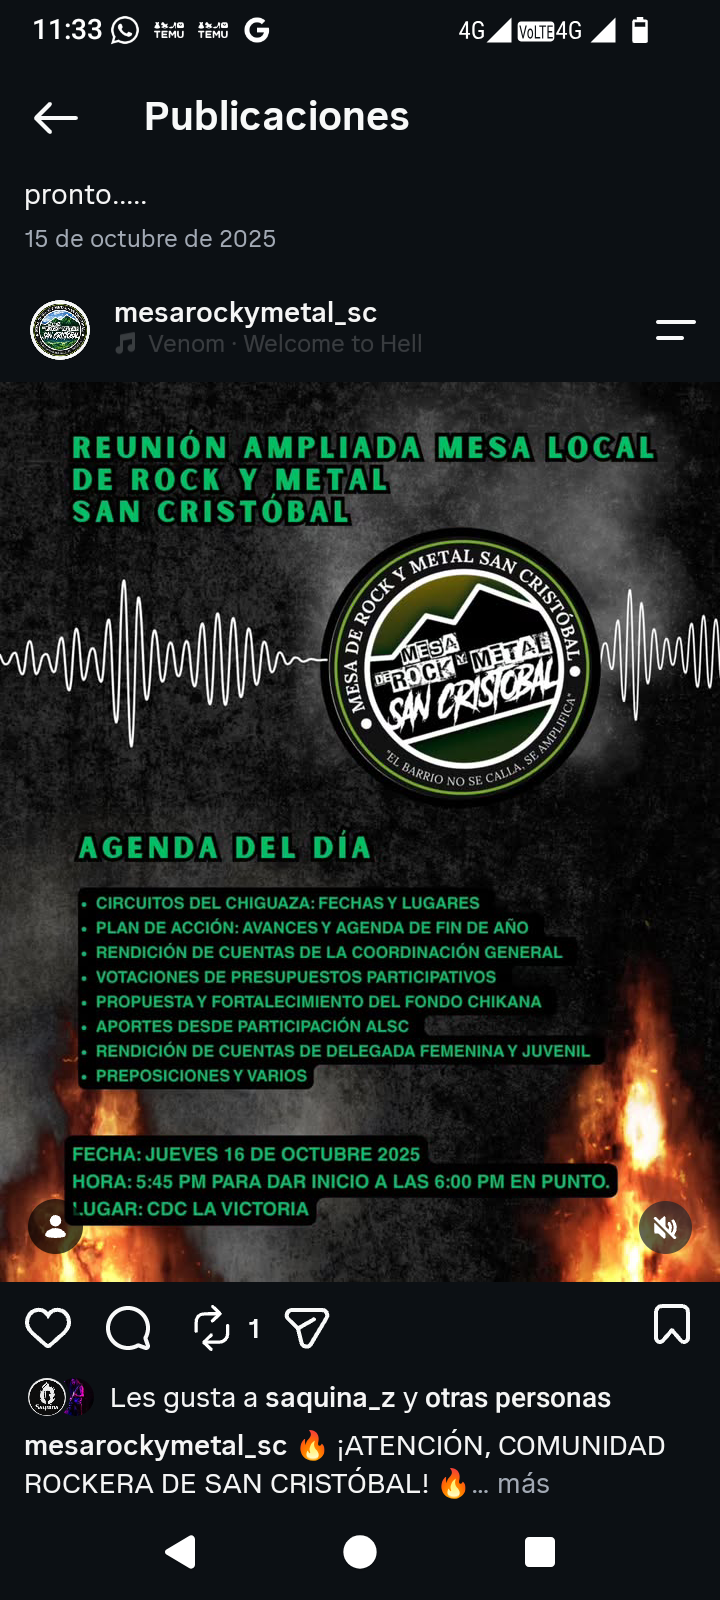 11:33
TEMU TEMU G 4G VoLTE 4G
Publicaciones
pronto.....
15 de octubre de 2025
mesarockymetal_sc
Venom · Welcome to Hell
REUNIÓN AMPLIADA MESA LOCAL
DE ROCK Y METAL
SAN CRISTÓBAL
MESA DE ROCK Y METAL SAN CRISTÓBAL
MESA
DE ROCK Y METAL
SAN CRISTOBAL
"EL BARRIO NO SE CALLA, SE AMPLIFICA"
AGENDA DEL DÍA
• CIRCUITOS DEL CHIGUAZA: FECHAS Y LUGARES
• PLAN DE ACCIÓN: AVANCES Y AGENDA DE FIN DE AÑO
• RENDICIÓN DE CUENTAS DE LA COORDINACIÓN GENERAL
• VOTACIONES DE PRESUPUESTOS PARTICIPATIVOS
• PROPUESTA Y FORTALECIMIENTO DEL FONDO CHIKANA
• APORTES DESDE PARTICIPACIÓN ALSC
• RENDICIÓN DE CUENTAS DE DELEGADA FEMENINA Y JUVENIL
• PREPOSICIONES Y VARIOS
FECHA: JUEVES 16 DE OCTUBRE 2025
HORA: 5:45 PM PARA DAR INICIO A LAS 6:00 PM EN PUNTO.
LUGAR: CDC LA VICTORIA
1
Les gusta a saquina_z y otras personas
mesarockymetal_sc 🔥 ¡ATENCIÓN, COMUNIDAD
ROCKERA DE SAN CRISTÓBAL! 🔥... más